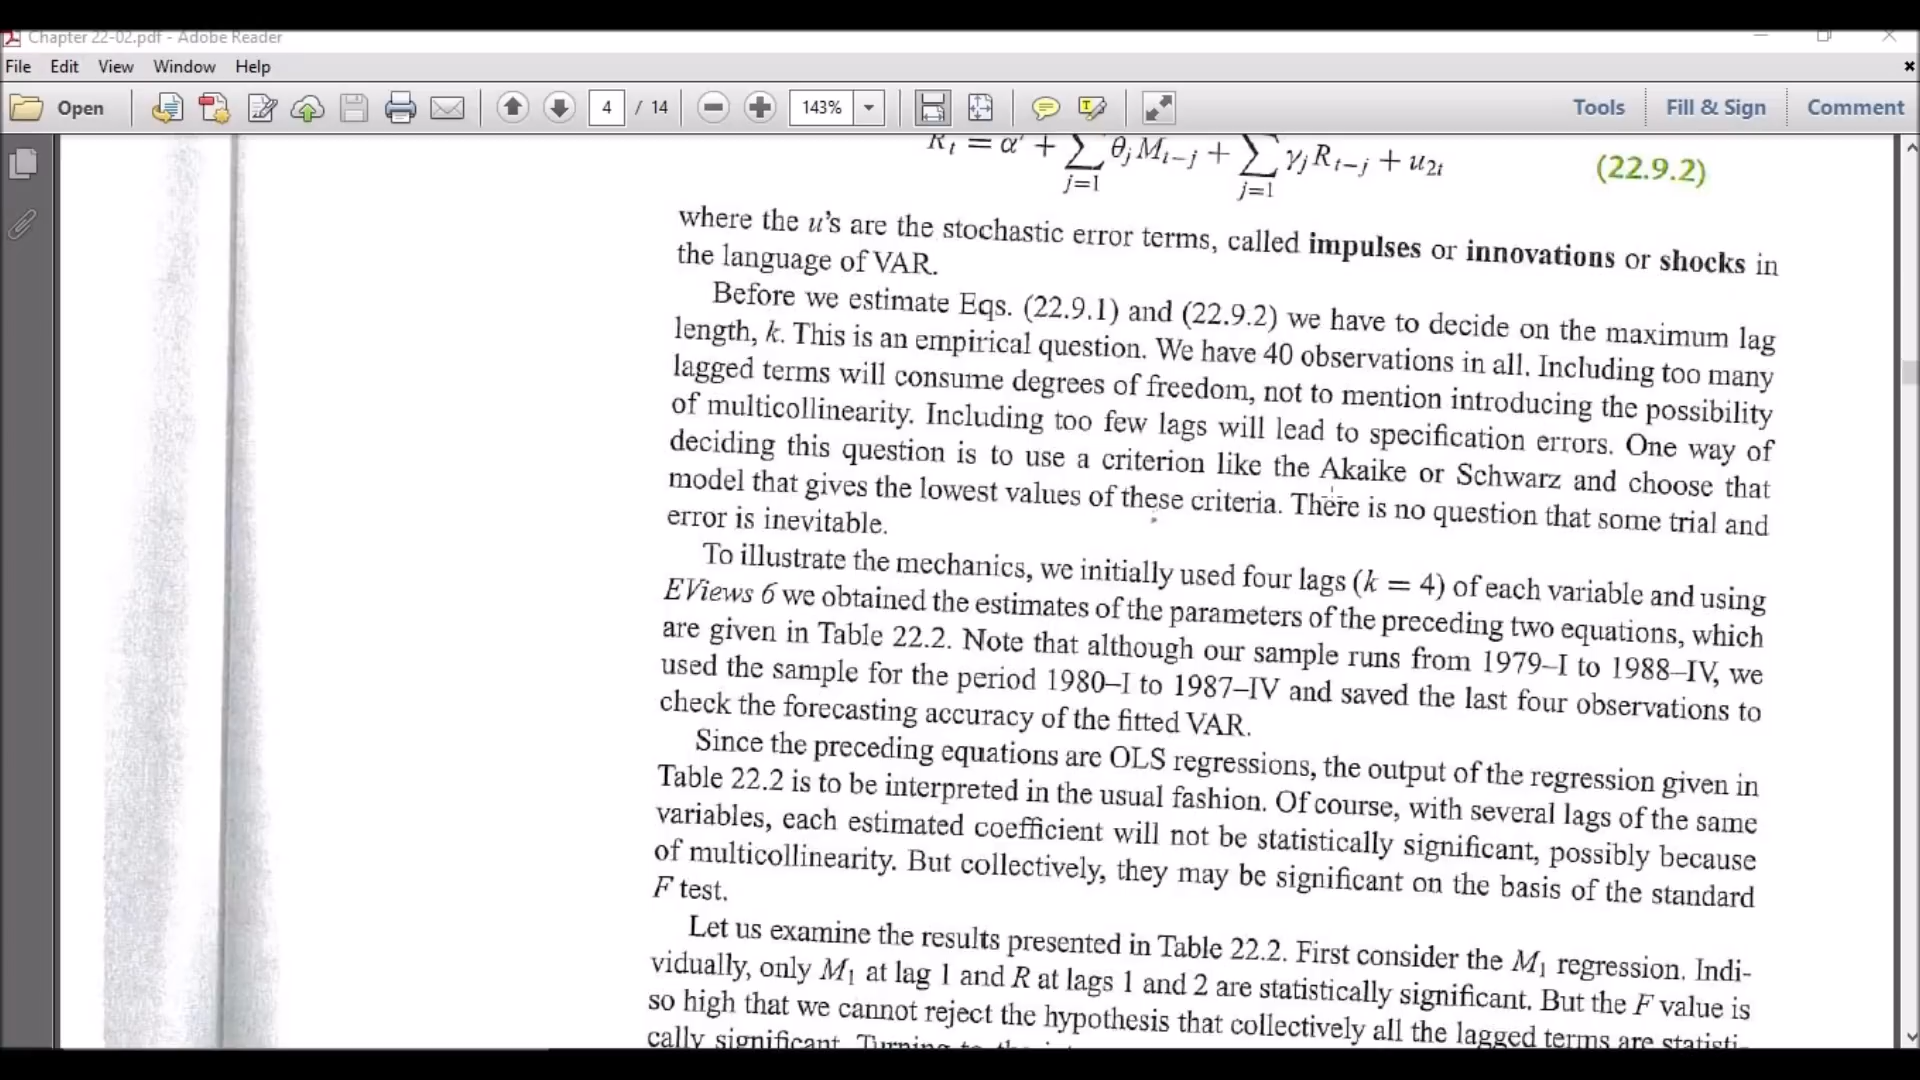 Chapter 22-02.pdf - Adobe Reader
File Edit View Window Help
Open 4 / 14 143% Tools Fill & Sign Comment
R_t = α' + ∑ θ_j M_{t−j} + ∑ γ_j R_{t−j} + u_{2t} (22.9.2)
j=1 j=1
where the u's are the stochastic error terms, called impulses or innovations or shocks in
the language of VAR.
Before we estimate Eqs. (22.9.1) and (22.9.2) we have to decide on the maximum lag
length, k. This is an empirical question. We have 40 observations in all. Including too many
lagged terms will consume degrees of freedom, not to mention introducing the possibility
of multicollinearity. Including too few lags will lead to specification errors. One way of
deciding this question is to use a criterion like the Akaike or Schwarz and choose that
model that gives the lowest values of these criteria. There is no question that some trial and
error is inevitable.
To illustrate the mechanics, we initially used four lags (k = 4) of each variable and using
EViews 6 we obtained the estimates of the parameters of the preceding two equations, which
are given in Table 22.2. Note that although our sample runs from 1979–I to 1988–IV, we
used the sample for the period 1980–I to 1987–IV and saved the last four observations to
check the forecasting accuracy of the fitted VAR.
Since the preceding equations are OLS regressions, the output of the regression given in
Table 22.2 is to be interpreted in the usual fashion. Of course, with several lags of the same
variables, each estimated coefficient will not be statistically significant, possibly because
of multicollinearity. But collectively, they may be significant on the basis of the standard
F test.
Let us examine the results presented in Table 22.2. First consider the M₁ regression. Indi-
vidually, only M₁ at lag 1 and R at lags 1 and 2 are statistically significant. But the F value is
so high that we cannot reject the hypothesis that collectively all the lagged terms are statisti-
cally significant. Turning to the